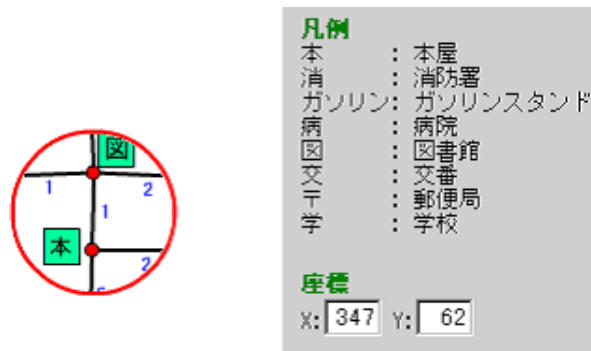 凡例
本 : 本屋
消 : 消防署
ガソリン: ガソリンスタンド
病 : 病院
図 : 図書館
交 : 交番
〒 : 郵便局
学 : 学校
座標
X: 347 Y: 62
図
1 2
1
本
2